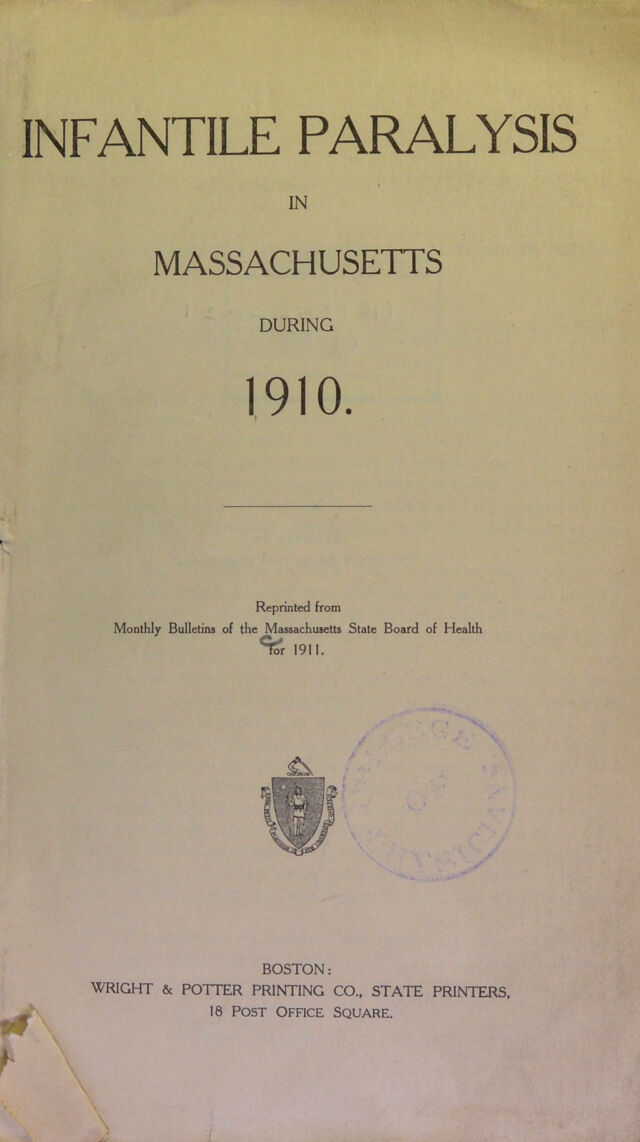 INFANTILE PARALYSIS
IN
MASSACHUSETTS
DURING
1910.
Reprinted from
Monthly Bulletins of the Massachusetts State Board of Health
for 1911.
BOSTON:
WRIGHT & POTTER PRINTING CO., STATE PRINTERS,
18 POST OFFICE SQUARE.